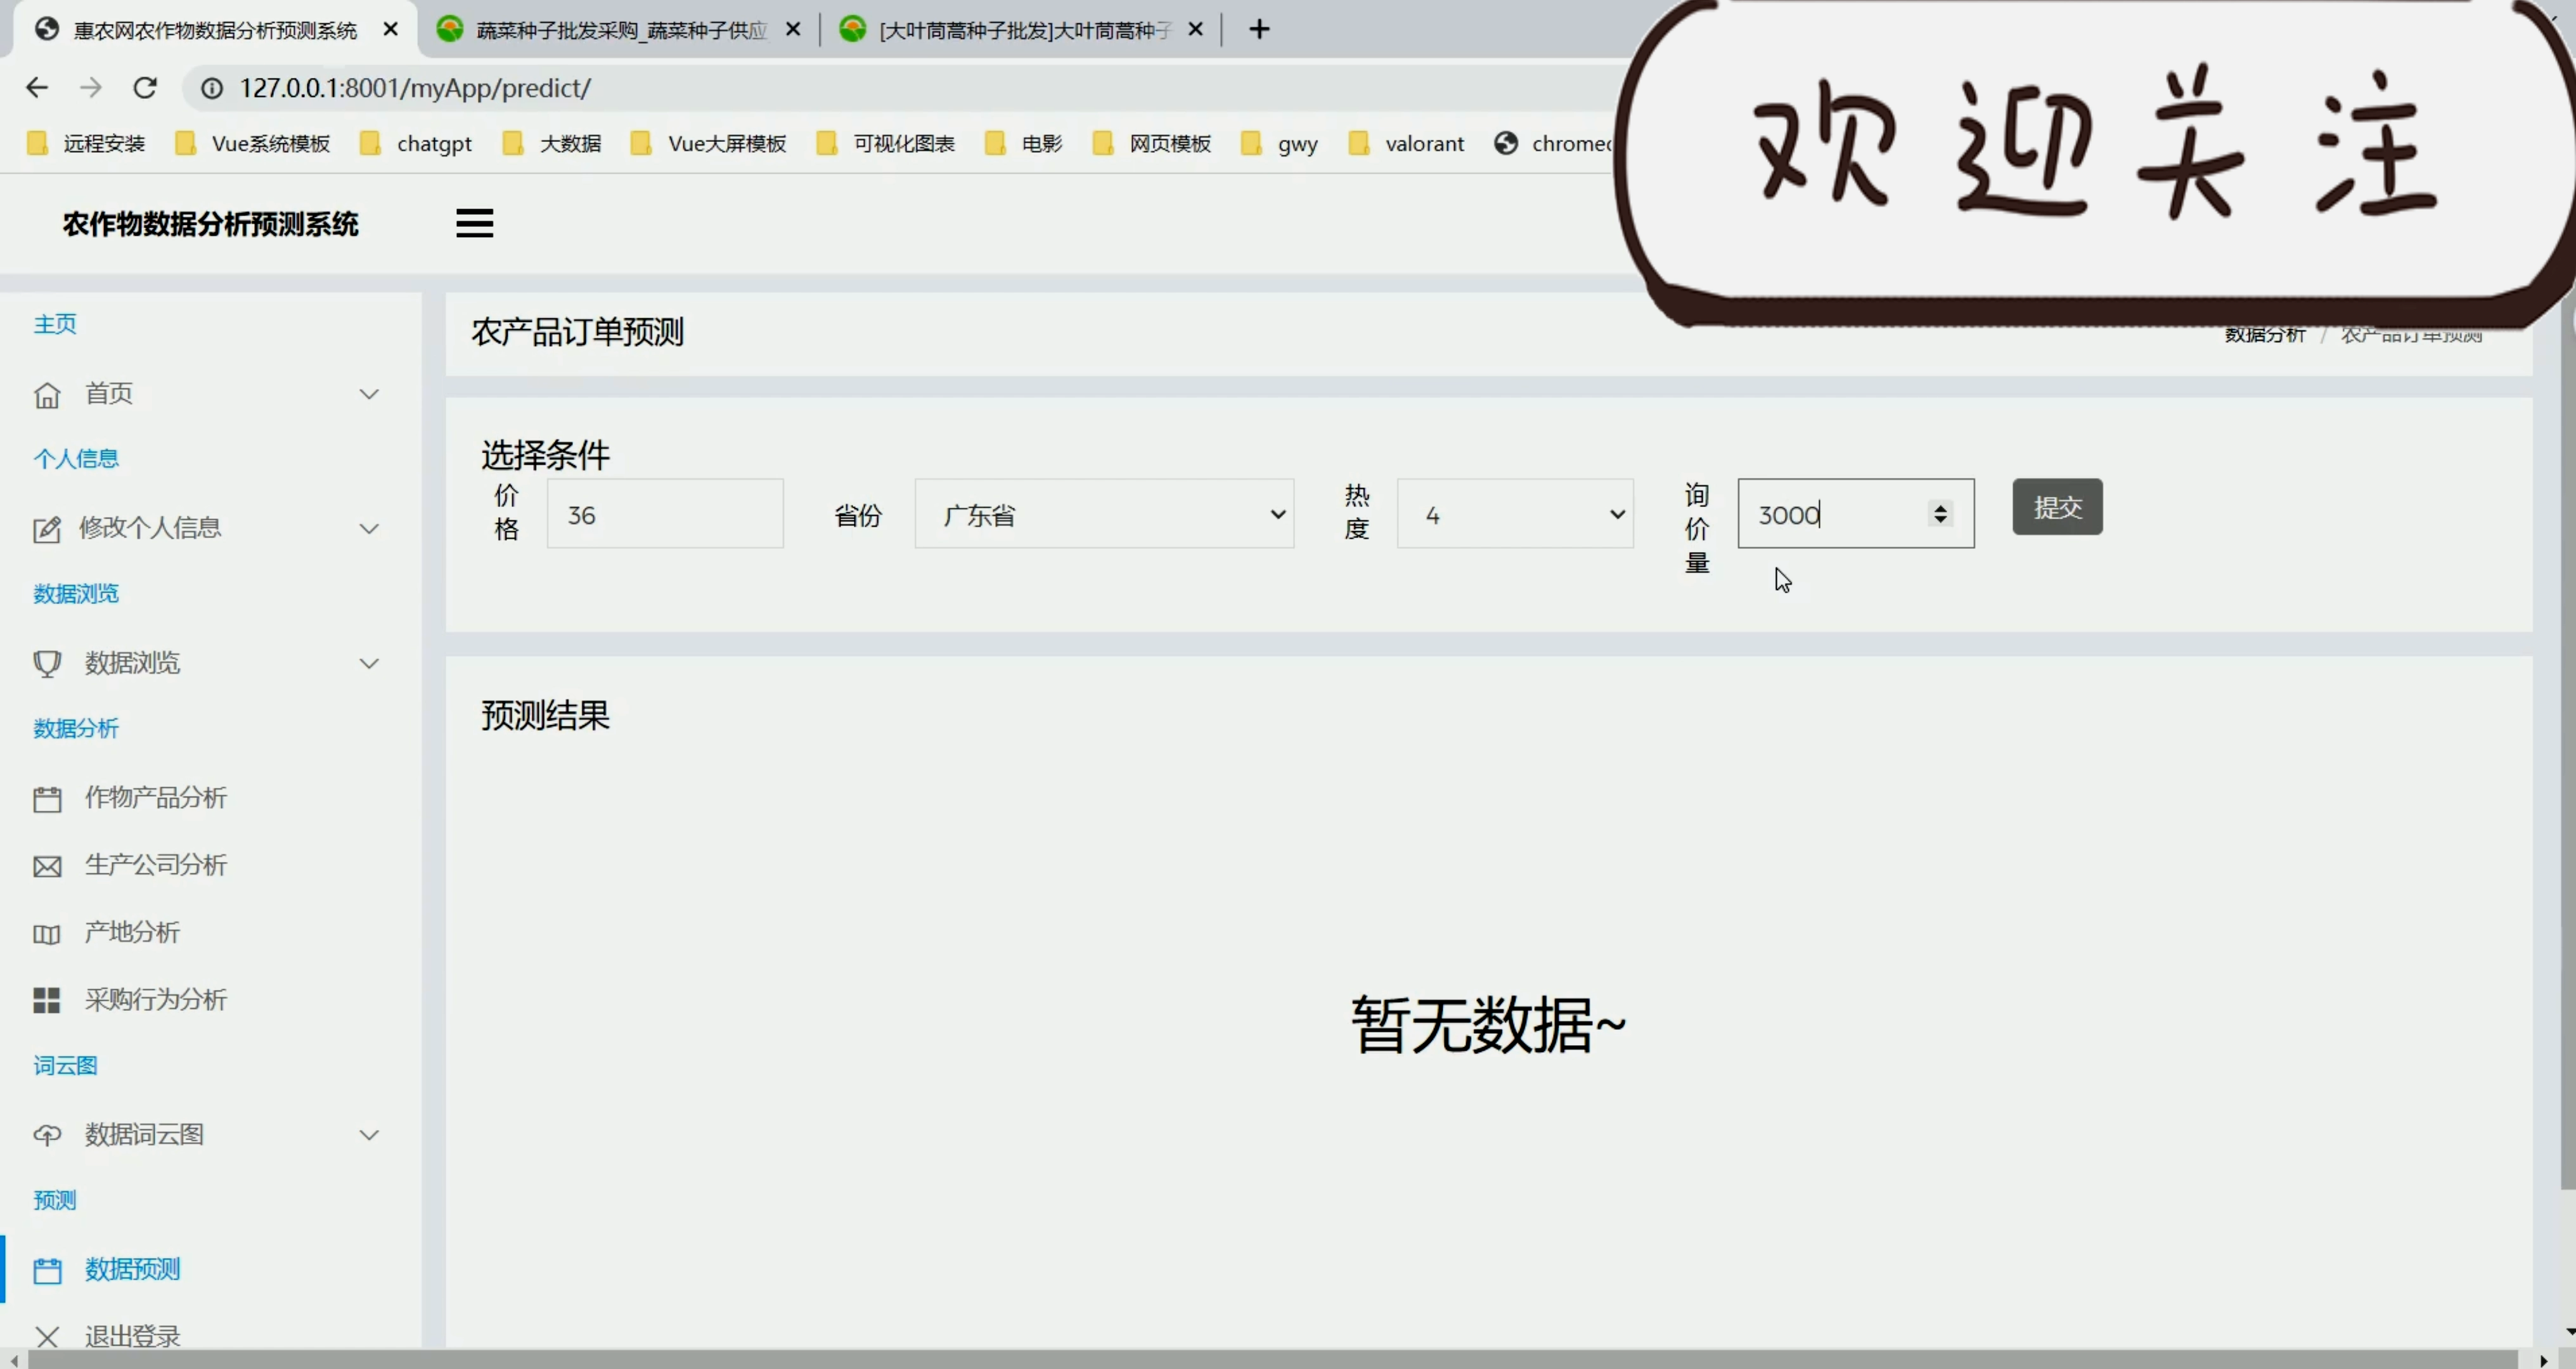 惠农网农作物数据分析预测系统
蔬菜种子批发采购_蔬菜种子供应
[大叶茼蒿种子批发]大叶茼蒿种子
127.0.0.1:8001/myApp/predict/
远程安装 Vue系统模板 chatgpt 大数据 Vue大屏模板 可视化图表 电影 网页模板 gwy valorant chromed
欢迎关注
农作物数据分析预测系统
主页
首页
个人信息
修改个人信息
数据浏览
数据浏览
数据分析
作物产品分析
生产公司分析
产地分析
采购行为分析
词云图
数据词云图
预测
数据预测
退出登录
农产品订单预测
数据分析 / 农产品订单预测
选择条件
价格 36 省份 广东省 热度 4 询价量 3000 提交
预测结果
暂无数据~